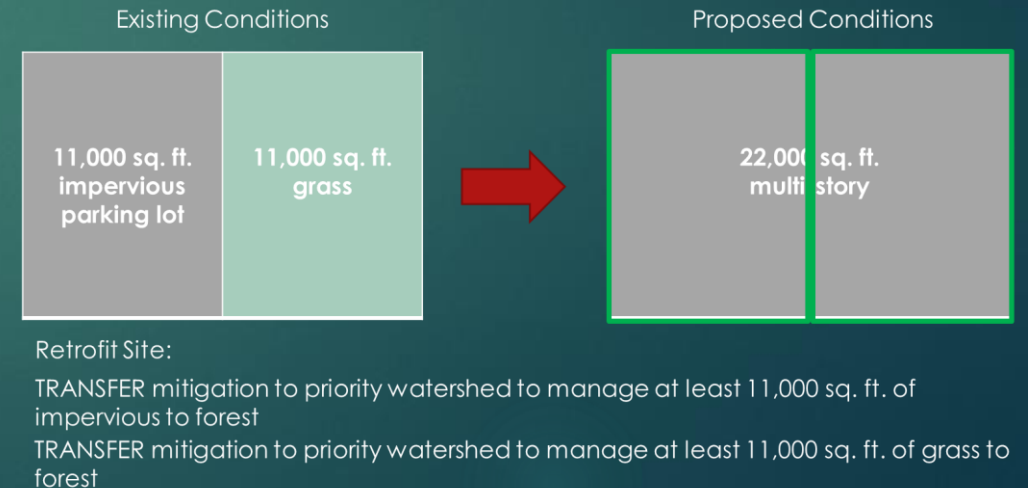 Existing Conditions
Proposed Conditions
11,000 sq. ft.
impervious
parking lot
11,000 sq. ft.
grass
22,000 sq. ft.
multi story
Retrofit Site:
TRANSFER mitigation to priority watershed to manage at least 11,000 sq. ft. of
impervious to forest
TRANSFER mitigation to priority watershed to manage at least 11,000 sq. ft. of grass to
forest